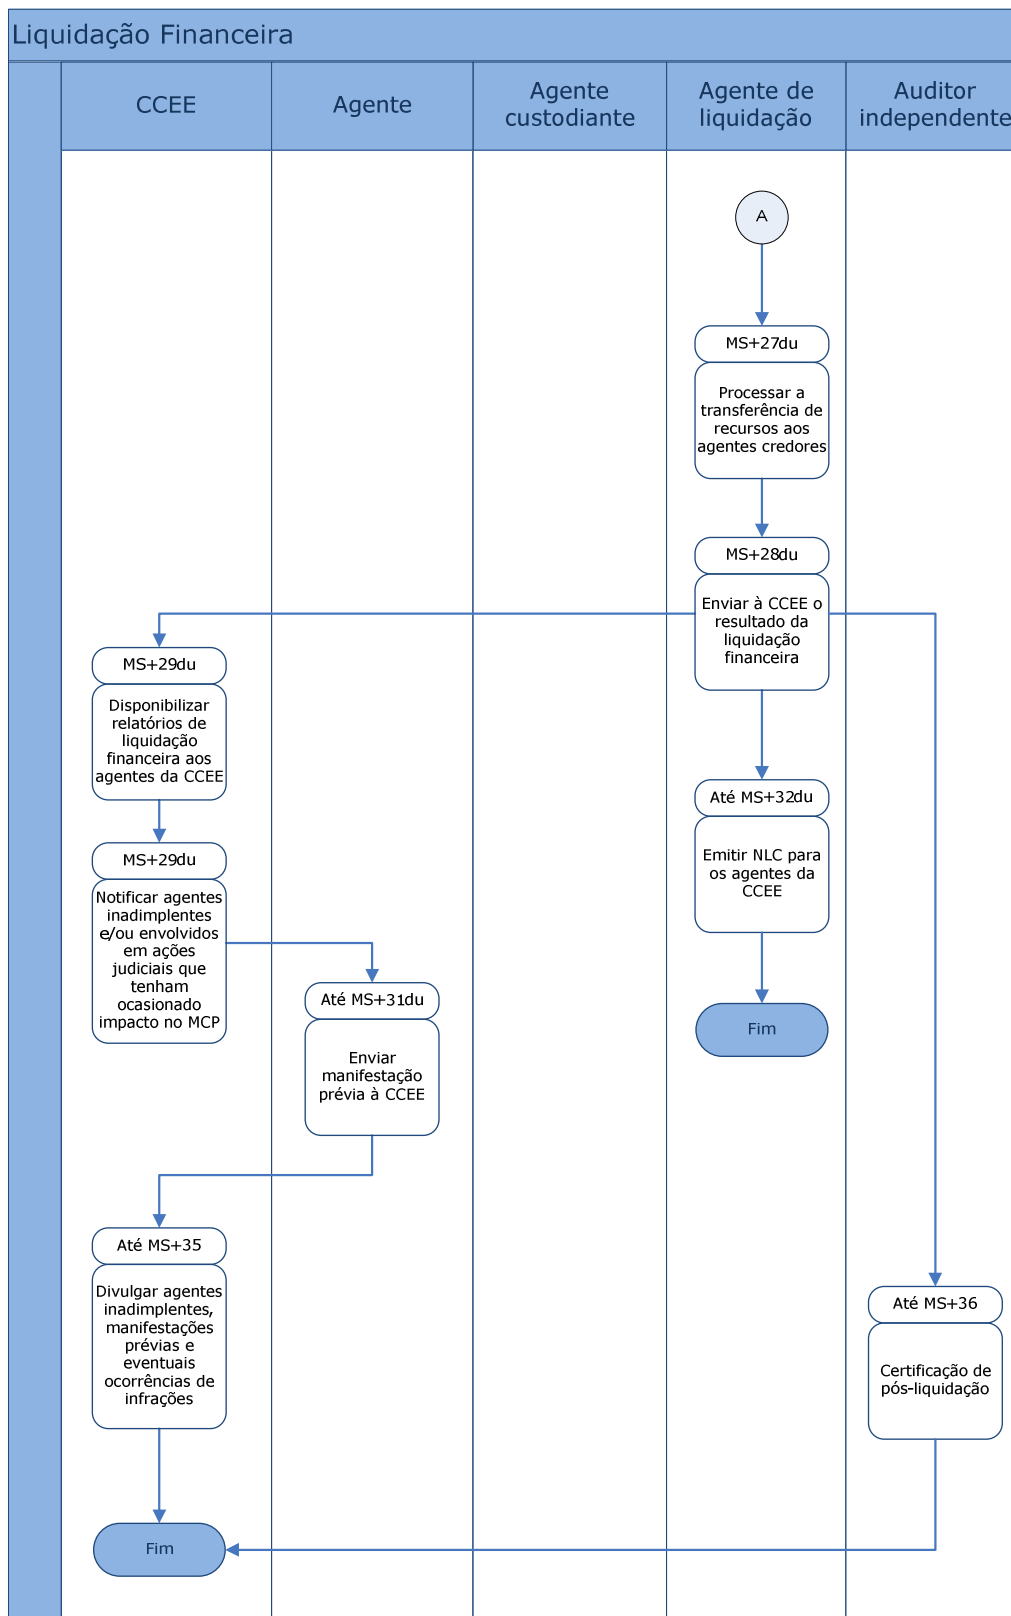 Liquidação Financeira
CCEE
Agente
Agente
custodiante
Agente de
liquidação
Auditor
independente
A
MS+27du
Processar a
transferência de
recursos aos
agentes credores
MS+28du
Enviar à CCEE o
resultado da
liquidação
financeira
MS+29du
Disponibilizar
relatórios de
liquidação
financeira aos
agentes da CCEE
Até MS+32du
Emitir NLC para
os agentes da
CCEE
Fim
MS+29du
Notificar agentes
inadimplentes
e/ou envolvidos
em ações
judiciais que
tenham
ocasionado
impacto no MCP
Até MS+31du
Enviar
manifestação
prévia à CCEE
Até MS+35
Divulgar agentes
inadimplentes,
manifestações
prévias e
eventuais
ocorrências de
infrações
Até MS+36
Certificação de
pós-liquidação
Fim